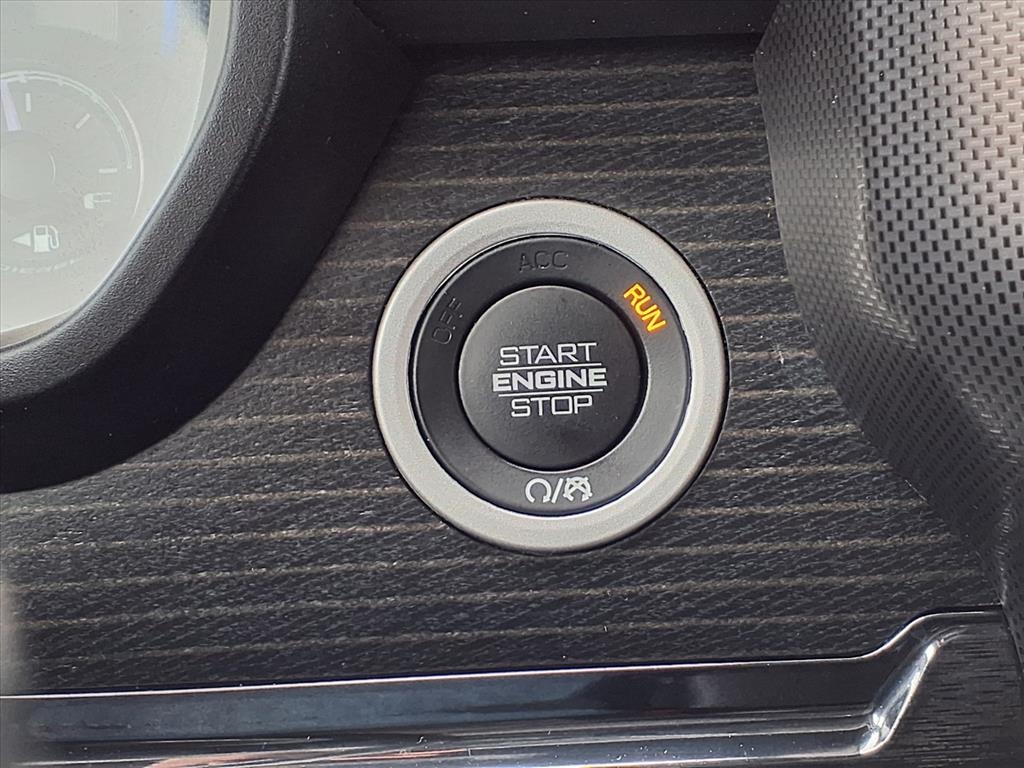 ACC
OFF
RUN
START
ENGINE
STOP